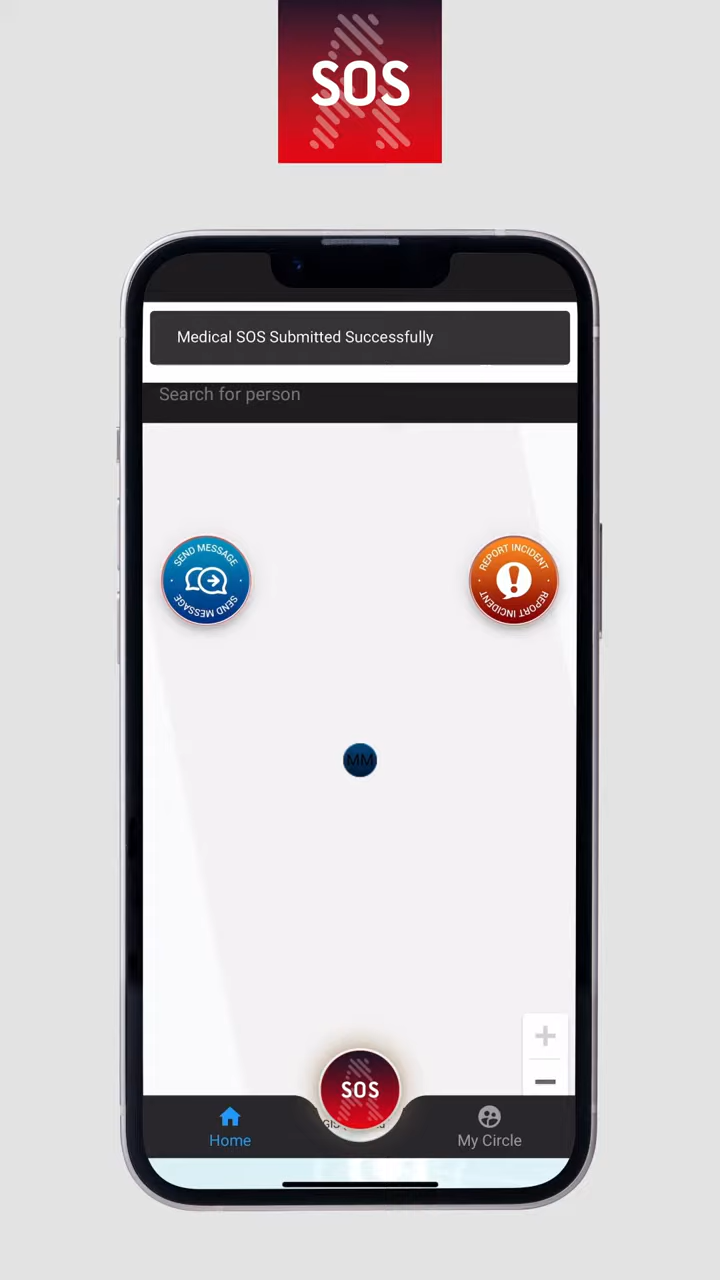 SOS
Medical SOS Submitted Successfully
Search for person
SEND MESSAGE
SEND MESSAGE
REPORT INCIDENT
REPORT INCIDENT
MM
SOS
Home
My Circle